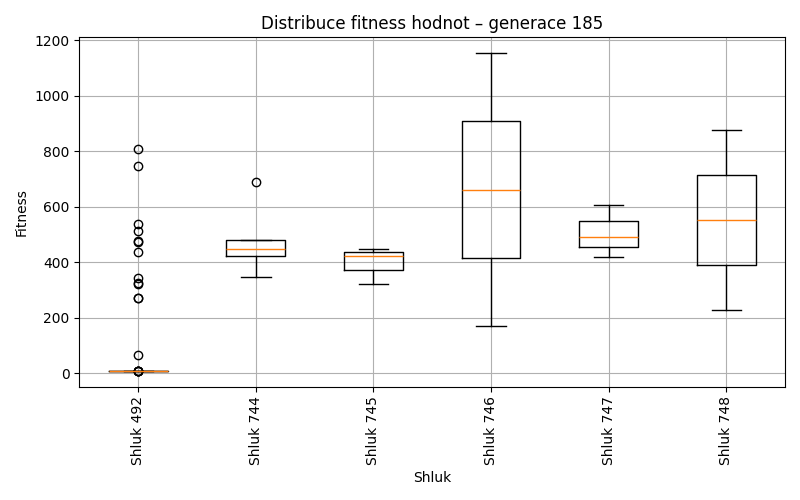 Distribuce fitness hodnot – generace 185
1200
1000
800
600
400
200
0
Fitness
Shluk 492
Shluk 744
Shluk 745
Shluk 746
Shluk 747
Shluk 748
Shluk